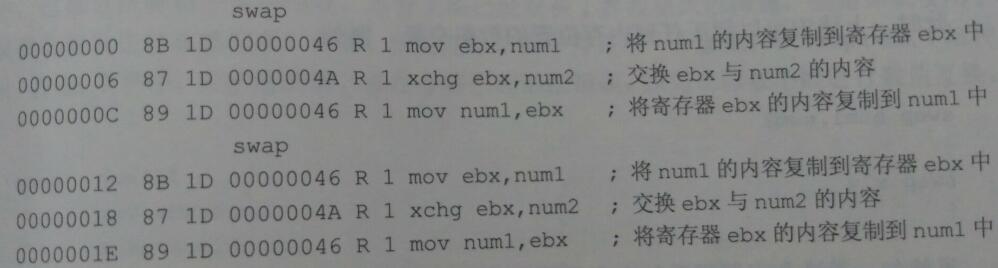 swap
00000000 8B 1D 00000046 R 1 mov ebx,num1 ; 将 num1 的内容复制到寄存器 ebx 中
00000006 87 1D 0000004A R 1 xchg ebx,num2 ; 交换 ebx 与 num2 的内容
0000000C 89 1D 00000046 R 1 mov num1,ebx ; 将寄存器 ebx 的内容复制到 num1 中
swap
00000012 8B 1D 00000046 R 1 mov ebx,num1 ; 将 num1 的内容复制到寄存器 ebx 中
00000018 87 1D 0000004A R 1 xchg ebx,num2 ; 交换 ebx 与 num2 的内容
0000001E 89 1D 00000046 R 1 mov num1,ebx ; 将寄存器 ebx 的内容复制到 num1 中